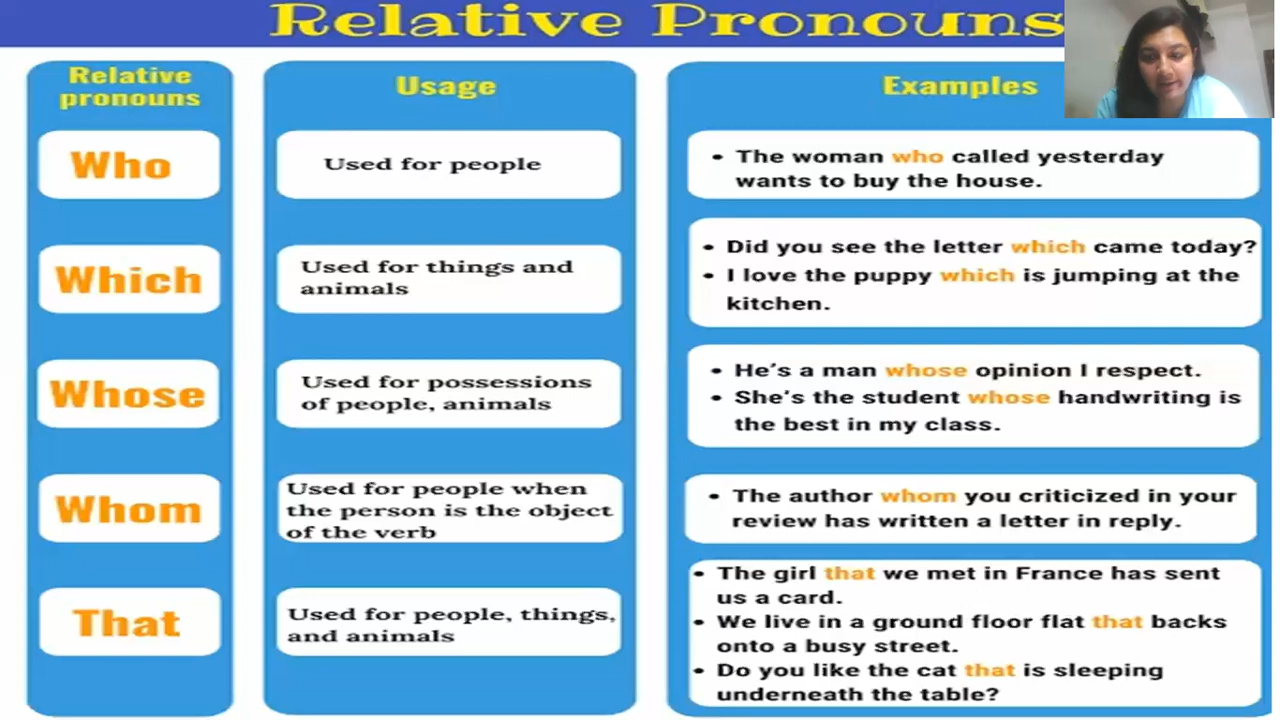 Relative Pronouns
Relative
pronouns
Usage
Examples
Who
Used for people
• The woman who called yesterday
wants to buy the house.
Which
Used for things and
animals
• Did you see the letter which came today?
• I love the puppy which is jumping at the
kitchen.
Whose
Used for possessions
of people, animals
• He's a man whose opinion I respect.
• She's the student whose handwriting is
the best in my class.
Whom
Used for people when
the person is the object
of the verb
• The author whom you criticized in your
review has written a letter in reply.
That
Used for people, things,
and animals
• The girl that we met in France has sent
us a card.
• We live in a ground floor flat that backs
onto a busy street.
• Do you like the cat that is sleeping
underneath the table?